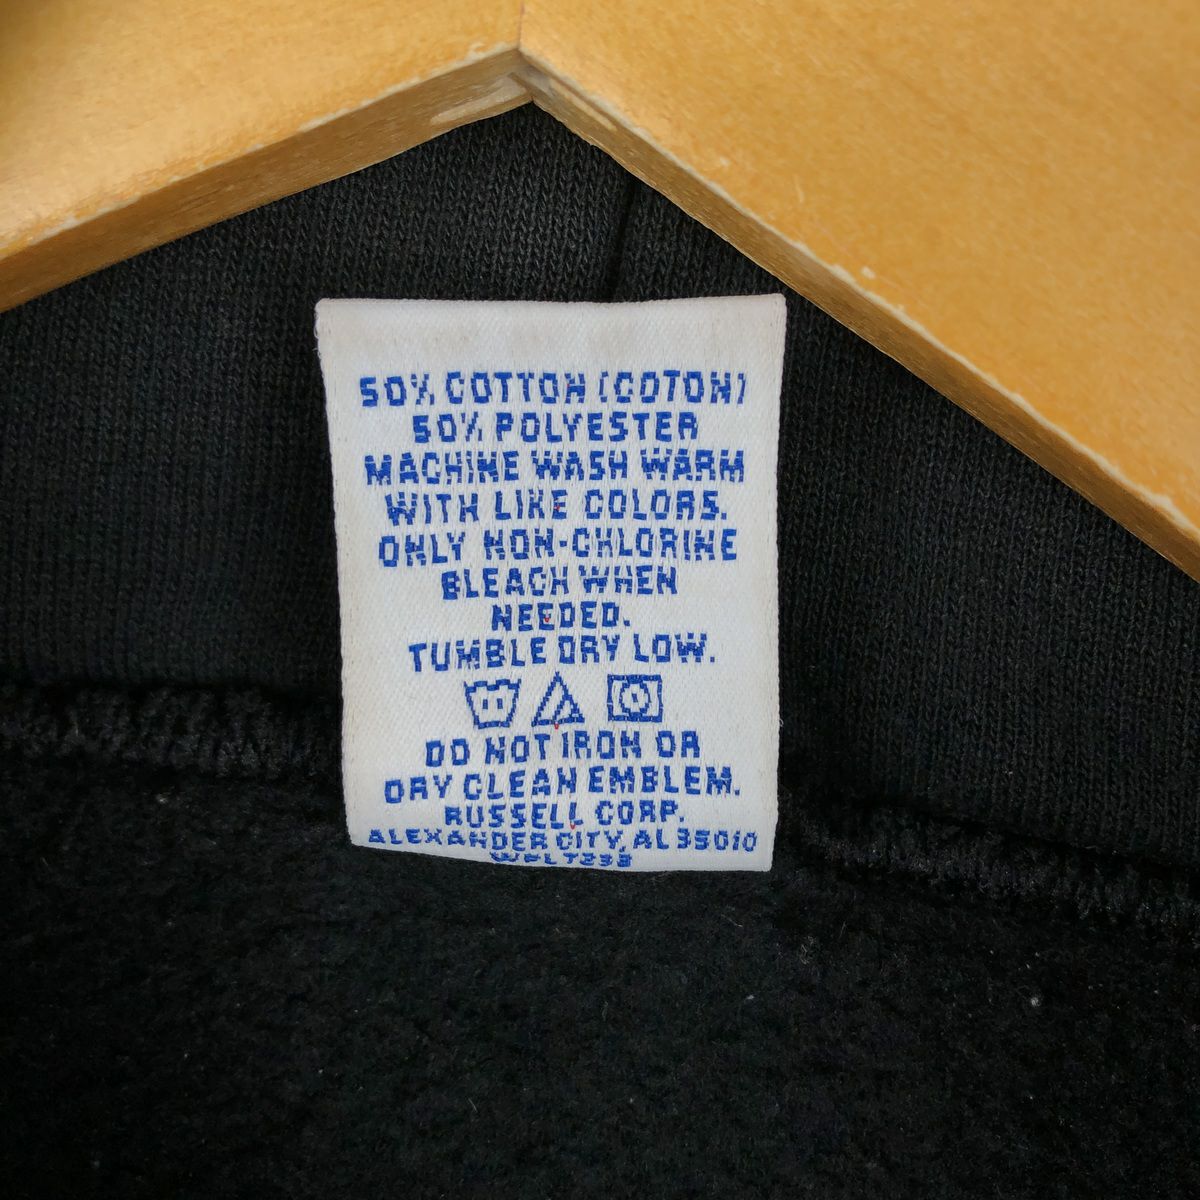 50% COTTON (COTON)
50% POLYESTER
MACHINE WASH WARM
WITH LIKE COLORS.
ONLY NON-CHLORINE
BLEACH WHEN
NEEDED.
TUMBLE DRY LOW.
DO NOT IRON OR
DRY CLEAN EMBLEM.
RUSSELL CORP.
ALEXANDER CITY, AL 35010